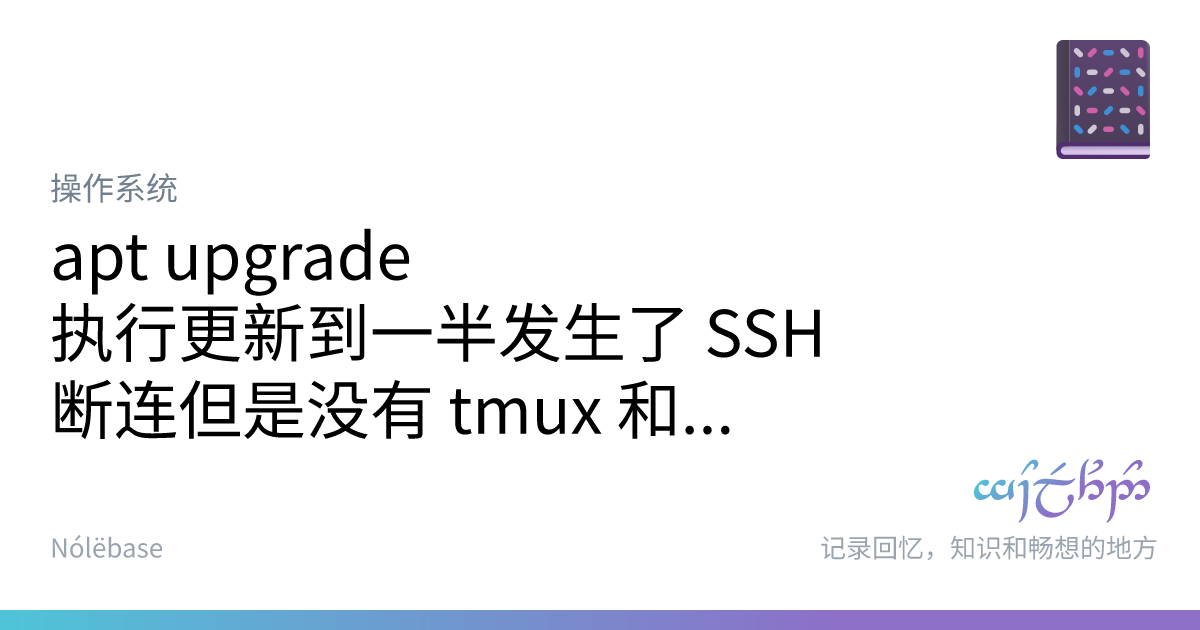 操作系统
apt upgrade
执行更新到一半发生了 SSH
断连但是没有 tmux 和...
Nólëbase
记录回忆，知识和畅想的地方